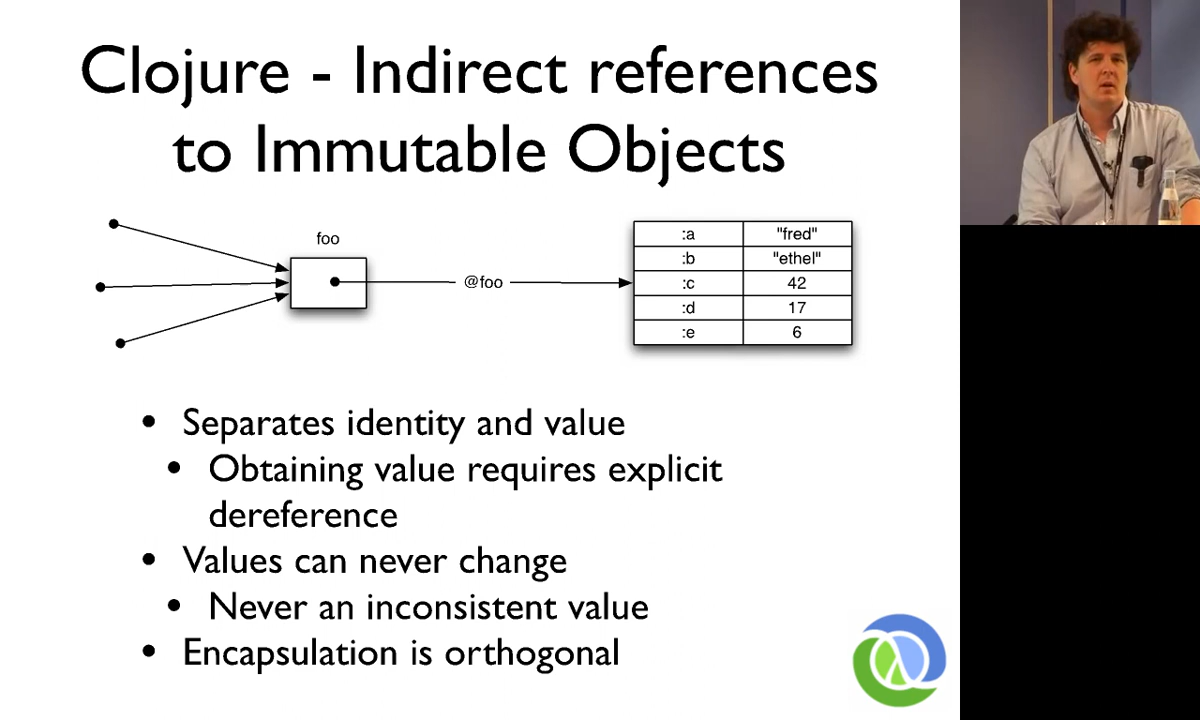 Clojure - Indirect references
to Immutable Objects
foo
@foo
:a "fred"
:b "ethel"
:c 42
:d 17
:e 6
• Separates identity and value
• Obtaining value requires explicit
dereference
• Values can never change
• Never an inconsistent value
• Encapsulation is orthogonal